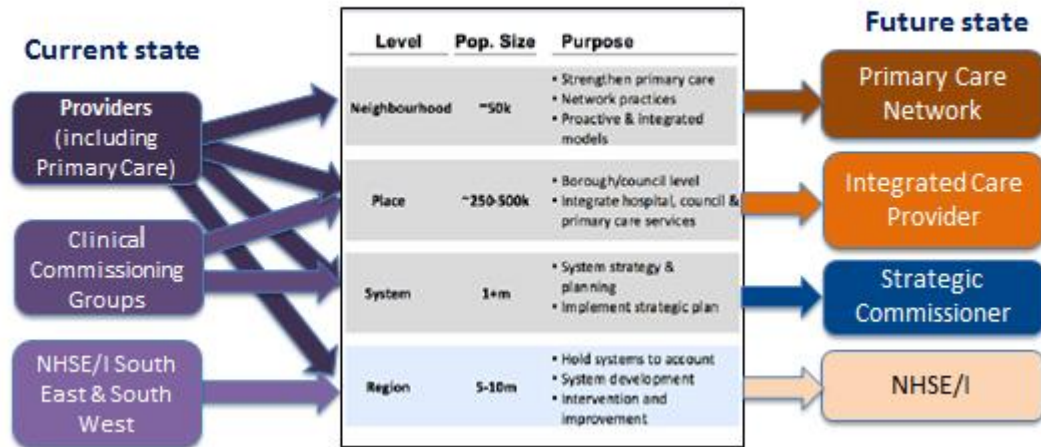 Current state
Future state
Providers
(including
Primary Care)
Clinical
Commissioning
Groups
NHSE/I South
East & South
West
Level Pop. Size Purpose
Neighbourhood ~50k
• Strengthen primary care
• Network practices
• Proactive & integrated
models
Place ~250-500k
• Borough/council level
• Integrate hospital, council &
primary care services
System 1+m
• System strategy &
planning
• Implement strategic plan
Region 5-10m
• Hold systems to account
• System development
• Intervention and
improvement
Primary Care
Network
Integrated Care
Provider
Strategic
Commissioner
NHSE/I